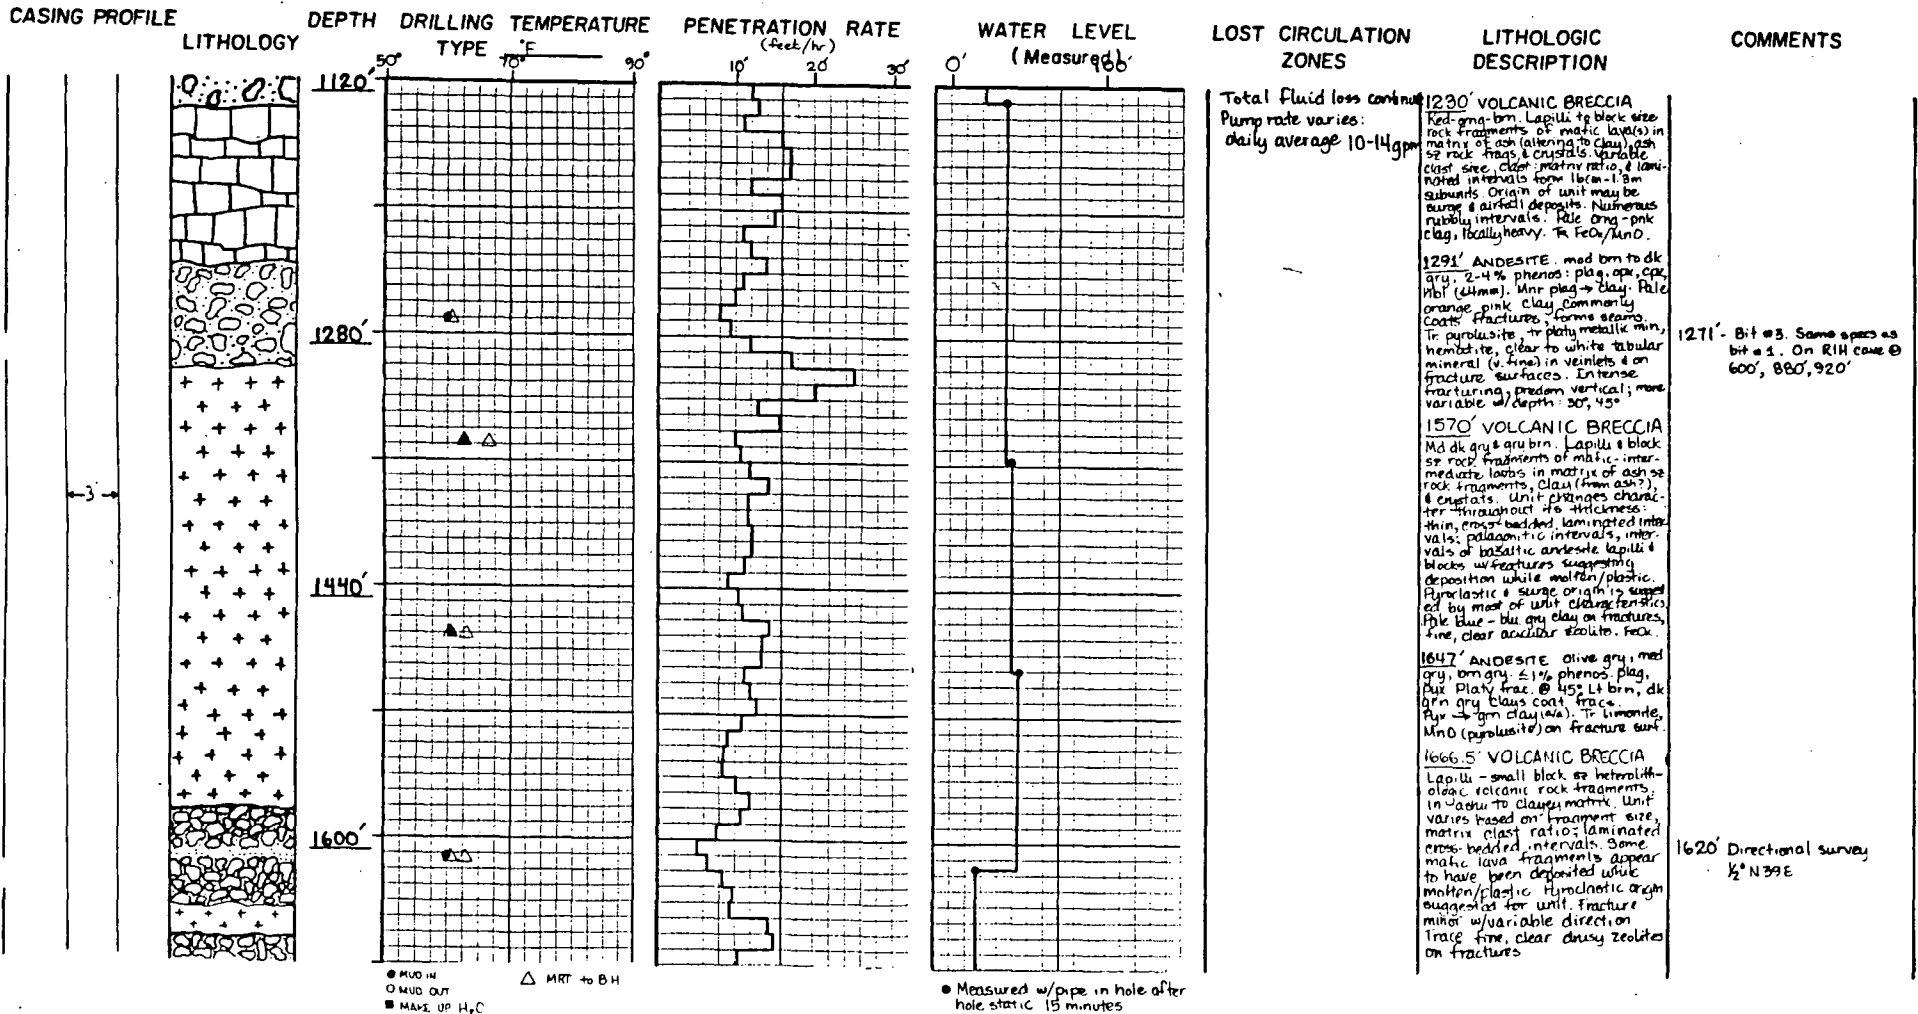 CASING PROFILE
LITHOLOGY
DEPTH
DRILLING TEMPERATURE
TYPE °F
50° 70° 90°
PENETRATION RATE
(feet/hr)
10' 20' 30'
WATER LEVEL
(Measured)
0' 100'
LOST CIRCULATION
ZONES
LITHOLOGIC
DESCRIPTION
COMMENTS
1120'
1280'
1440'
1600'
3"
Total fluid loss continue
Pump rate varies:
daily average 10-14gpm
1230' VOLCANIC BRECCIA
Red-orng-brn. Lapilli to block size
rock fragments of mafic lava(s) in
matrix of ash (altering to clay), ash
sz rock frags, & crystals. Variable
clast size, clast:matrix ratio, & lami-
nated intervals form 16cm-1.3m
subunits. Origin of unit may be
surge & airfall deposits. Numerous
rubbly intervals. Pale orng-pnk
clay, locally heavy. Tr FeOx/MnO.
1291' ANDESITE. mod brn to dk
gry, 2-4% phenos: plag, opx, cpx,
hbl (≤4mm). Mnr plag → clay. Pale
orange pink clay commonly
coats fractures, forms seams.
Tr pyrolusite, tr platy metallic min,
hematite, clear to white tabular
mineral (v. fine) in veinlets & on
fracture surfaces. Intense
fracturing, predom vertical; more
variable w/depth: 30°, 45°
1570' VOLCANIC BRECCIA
Md dk gry & gry brn. Lapilli & block
sz rock fragments of mafic-inter-
mediate lavas in matrix of ash sz
rock fragments, clay (from ash?),
& crystals. Unit changes charac-
ter throughout its thickness:
thin, cross-bedded, laminated inter
vals; palagonitic intervals, inter-
vals of basaltic andesite lapilli &
blocks w/features suggesting
deposition while molten/plastic.
Pyroclastic & surge origin is suggest
ed by most of unit characteristics.
Pale blue - blu gry clay on fractures,
fine, clear acicular zeolite. FeOx.
1647' ANDESITE Olive gry, med
gry, brn gry. ≤1% phenos. plag,
pyx Platy frac. @ 45° Lt brn, dk
grn gry clays coat fracs.
Pyx → grn clay Tr limonite,
MnO (pyrolusite) on fracture surf.
1666.5' VOLCANIC BRECCIA
Lapilli - small block sz heterolith-
ologic volcanic rock fragments
in ashy to clayey matrix. Unit
varies based on fragment size,
matrix clast ratio; laminated
cross-bedded intervals. Some
mafic lava fragments appear
to have been deposited while
molten/plastic Pyroclastic origin
suggested for unit. Fracture
minor w/variable direction
Trace fine, clear drusy zeolites
on fractures
1271' - Bit #3. Same specs as
bit #1. On RIH cave @
600', 880', 920'
1620' Directional survey
½° N39E
● MUD IN
○ MUD OUT
■ MAKE UP H₂O
△ MRT to BH
● Measured w/pipe in hole after
hole static 15 minutes